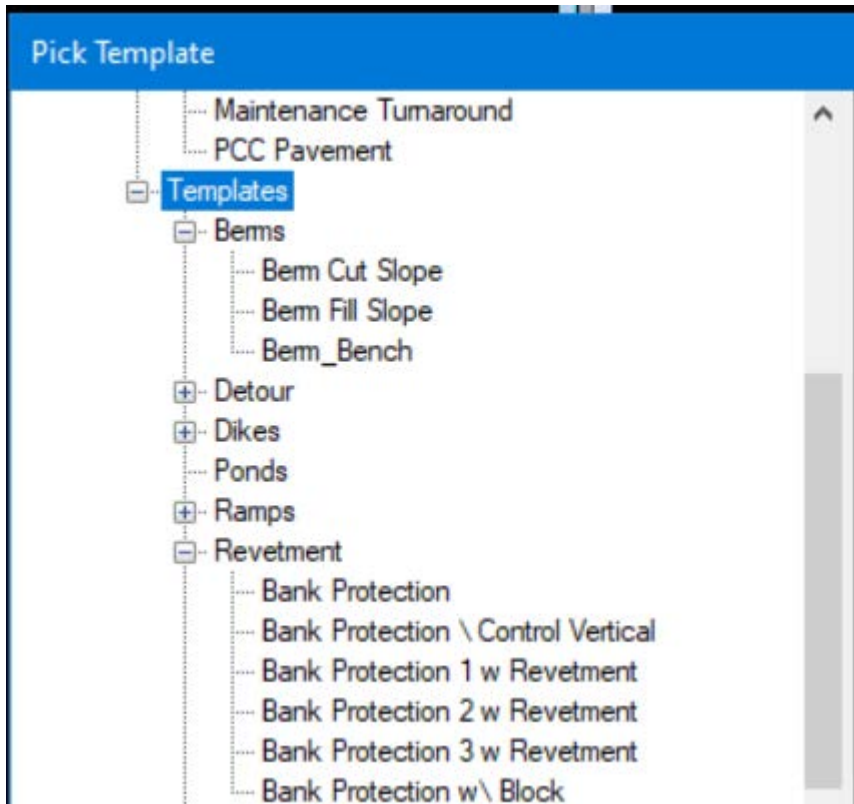 Pick Template
Maintenance Turnaround
PCC Pavement
Templates
Berms
Berm Cut Slope
Berm Fill Slope
Berm_Bench
Detour
Dikes
Ponds
Ramps
Revetment
Bank Protection
Bank Protection \ Control Vertical
Bank Protection 1 w Revetment
Bank Protection 2 w Revetment
Bank Protection 3 w Revetment
Bank Protection w\ Block